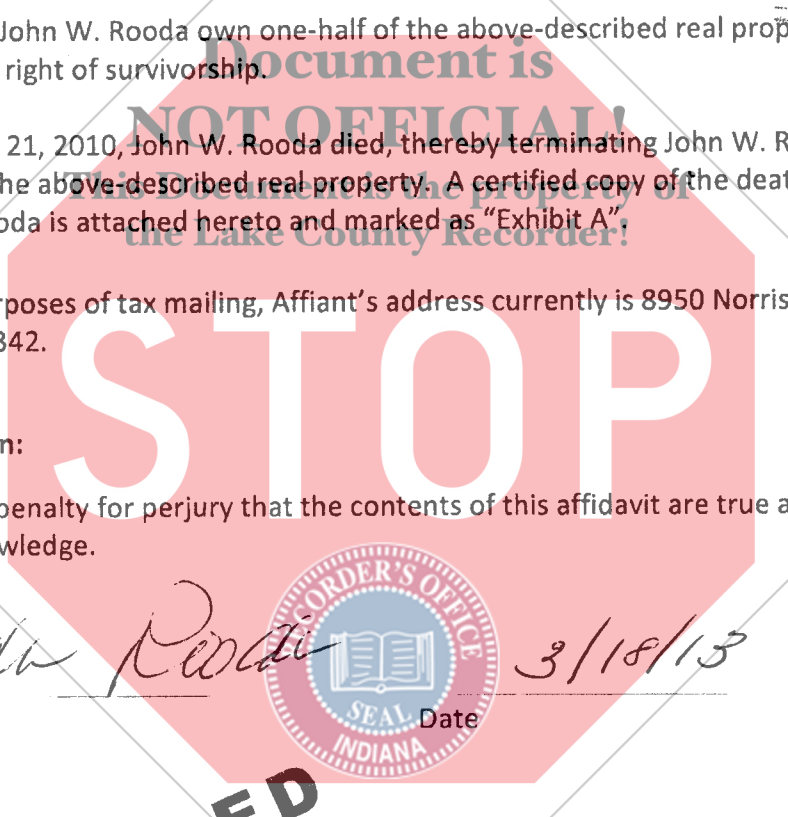 John W. Rooda own one-half of the above-described real prop
right of survivorship.
Document is
NOT OFFICIAL!
21, 2010, John W. Rooda died, thereby terminating John W. R
he above-described real property. A certified copy of the deat
This Document is the property of
oda is attached hereto and marked as “Exhibit A”.
the Lake County Recorder!
rposes of tax mailing, Affiant’s address currently is 8950 Norris
342.
STOP
n:
penalty for perjury that the contents of this affidavit are true a
wledge.
RECORDER'S OFFICE
Rooda
3/18/13
SEAL
Date
INDIANA
ED